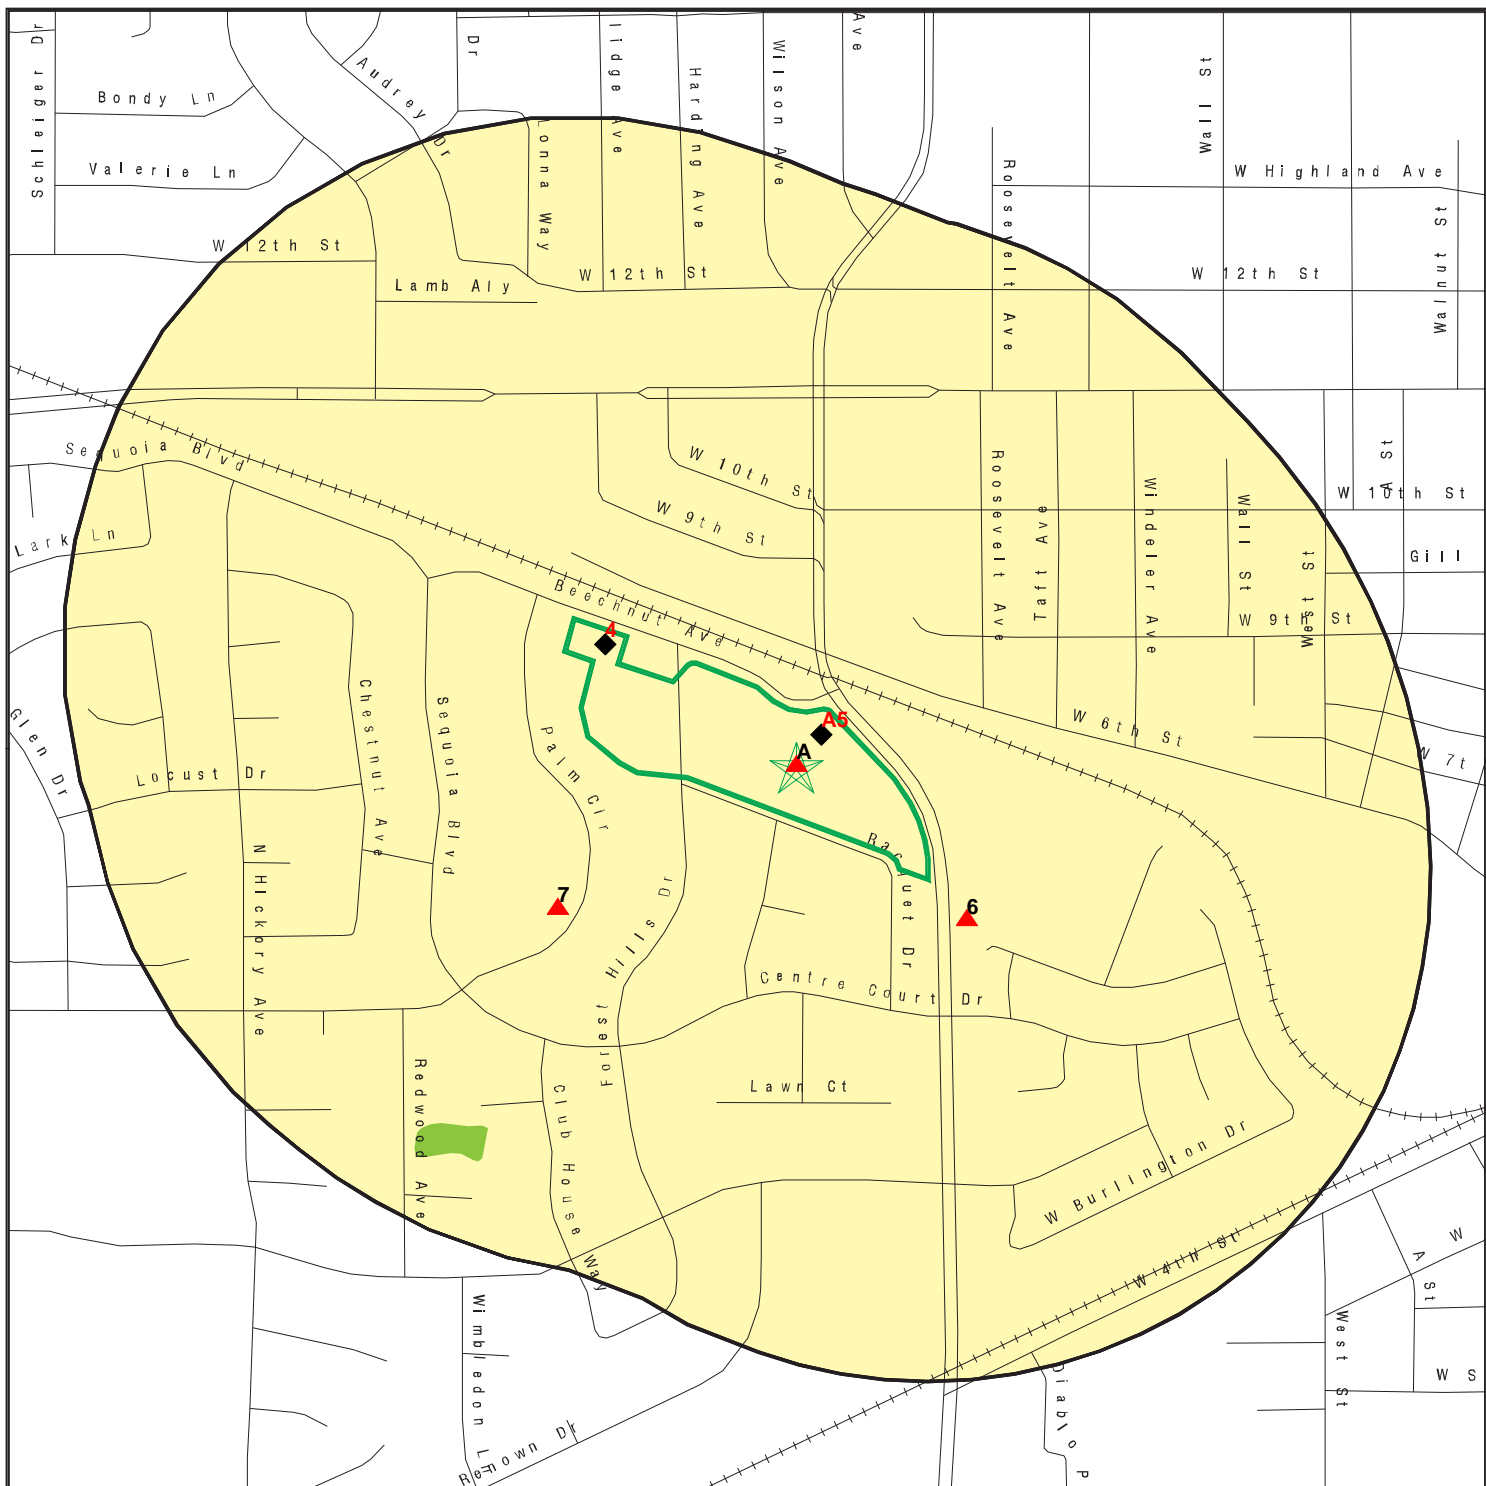 Schleiger Dr
Bondy Ln
Valerie Ln
Audrey Dr
Dr
lidge Ave
Harding Ave
Wilson Ave
Ave
Lonna Way
Roosevelt Ave
Wall St
W Highland Ave
Walnut St
W 12th St
W 12th St
W 12th St
Lamb Aly
Sequoia Blvd
W 10th St
W 9th St
Roosevelt Ave
Taft Ave
Windeler Ave
Wall St
West St
A St
W 10th St
Gill
W 9th St
Lark Ln
Beechnut Ave
4
A5
A
W 6th St
W 7t
Glen Dr
Locust Dr
Chestnut Ave
Sequoia Blvd
Palm Cir
N Hickory Ave
Racquet Dr
7
6
Forest Hills Dr
Centre Court Dr
Lawn Ct
Redwood Ave
Club House Way
W Burlington Dr
W 4th St
A St
W
West St
W S
Wimbledon Ln
Renown Dr
Diablo P